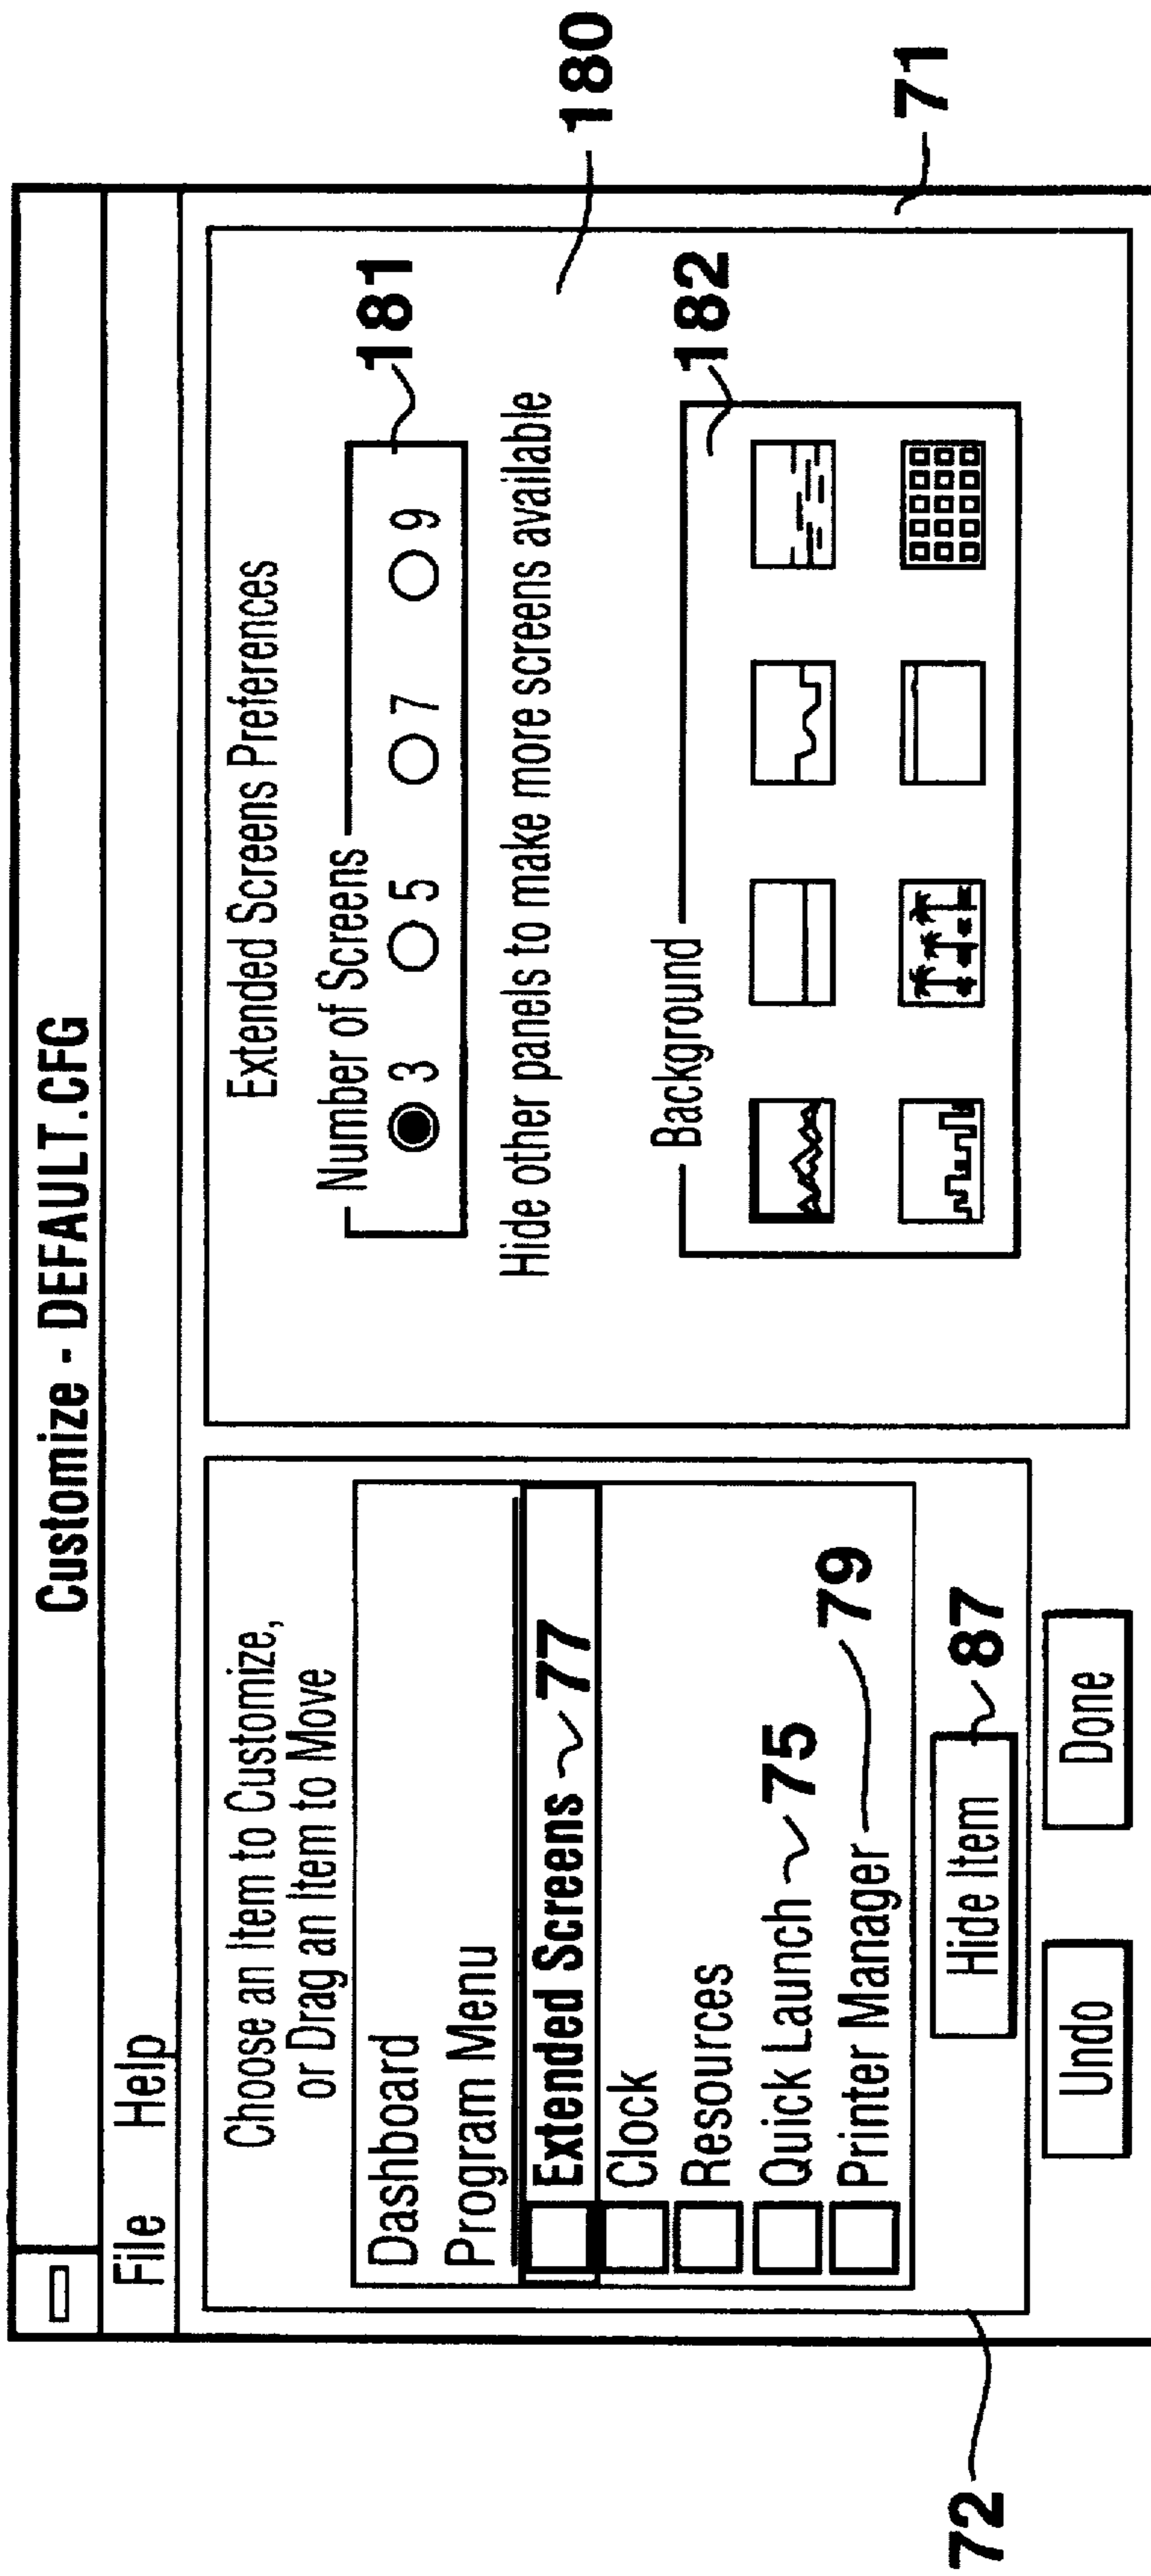 Customize - DEFAULT.CFG
File Help
Choose an Item to Customize,
or Drag an Item to Move
Dashboard
Program Menu
Extended Screens 77
Clock
Resources
Quick Launch 75
Printer Manager 79
Hide Item 87
Undo Done
72
Extended Screens Preferences
Number of Screens
3 5 7 9
181
Hide other panels to make more screens available
180
Background
182
71